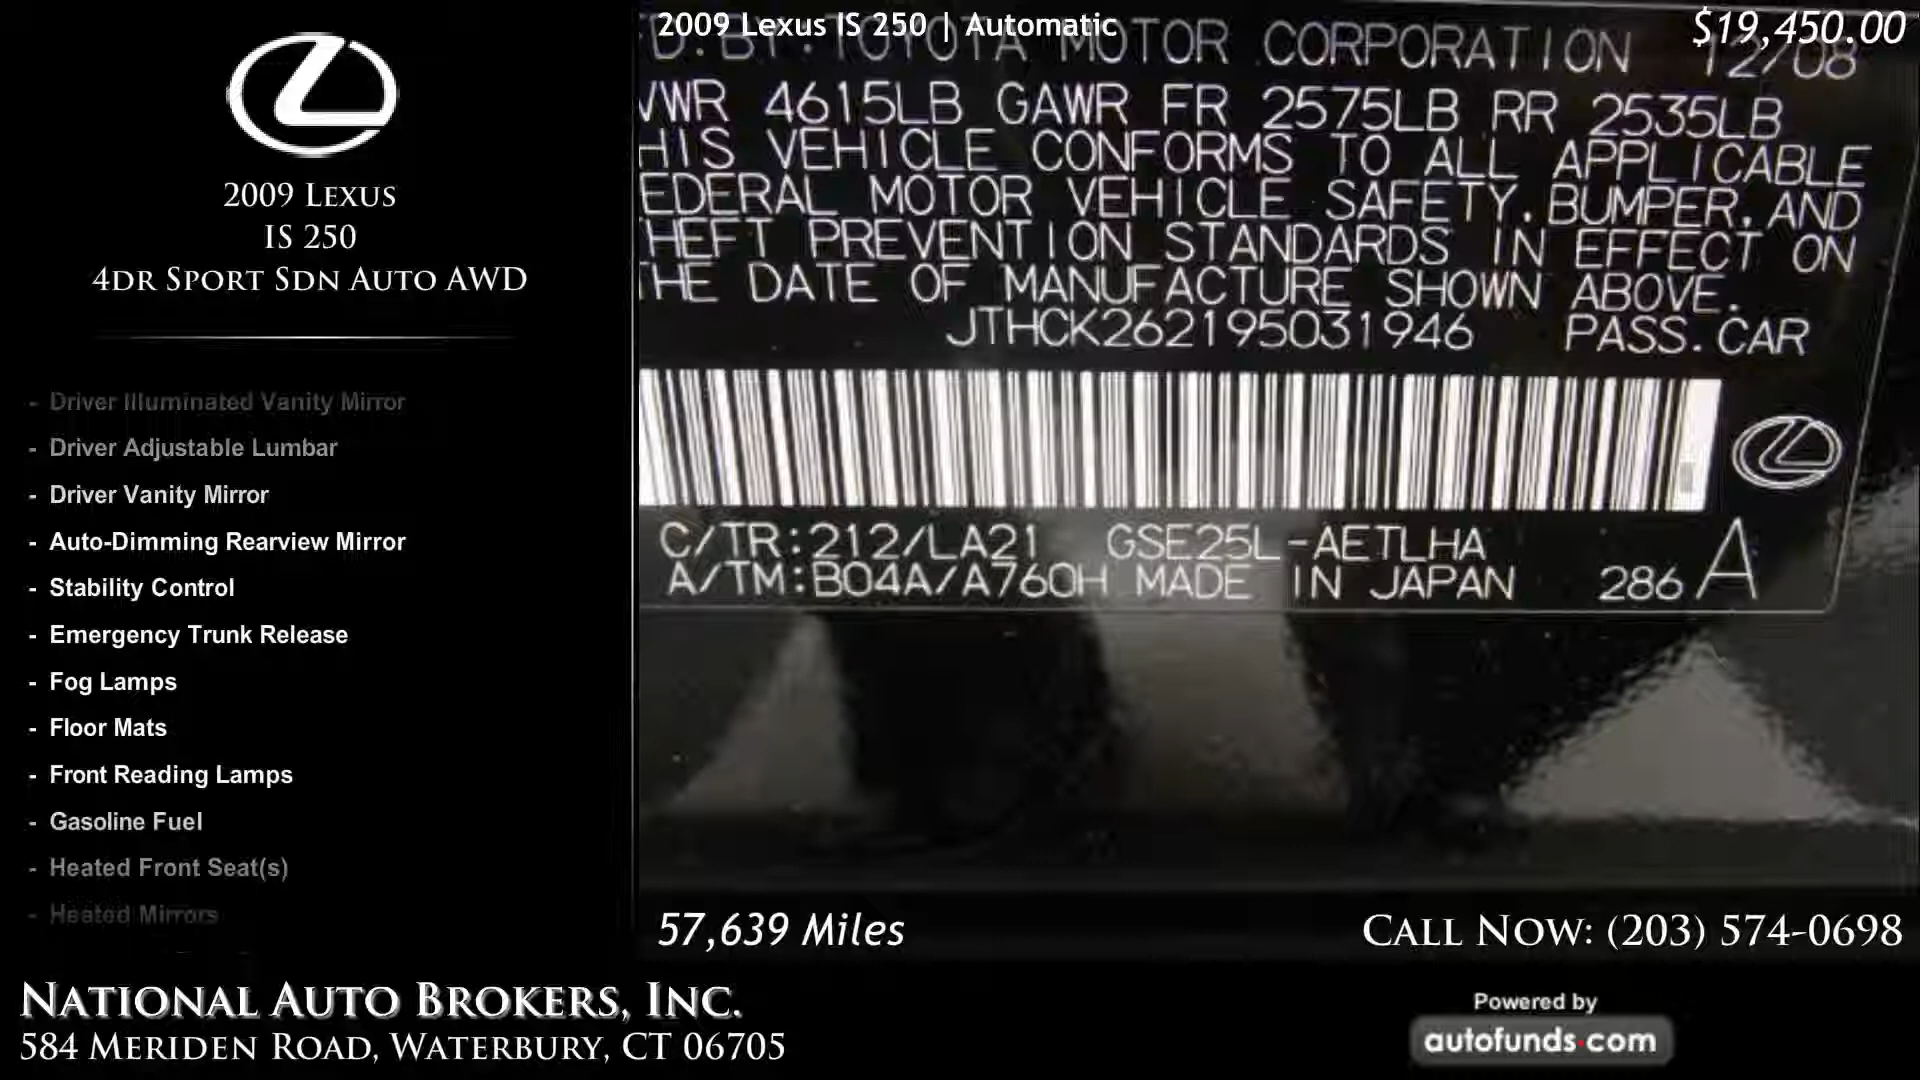 2009 Lexus
IS 250
4dr Sport Sdn Auto AWD
- Driver Illuminated Vanity Mirror
- Driver Adjustable Lumbar
- Driver Vanity Mirror
- Auto-Dimming Rearview Mirror
- Stability Control
- Emergency Trunk Release
- Fog Lamps
- Floor Mats
- Front Reading Lamps
- Gasoline Fuel
- Heated Front Seat(s)
- Heated Mirrors
2009 Lexus IS 250 | Automatic
$19,450.00
D.BY.TOYOTA MOTOR CORPORATION 12/08
VWR 4615LB GAWR FR 2575LB RR 2535LB
HIS VEHICLE CONFORMS TO ALL APPLICABLE
EDERAL MOTOR VEHICLE SAFETY.BUMPER.AND
HEFT PREVENTION STANDARDS IN EFFECT ON
THE DATE OF MANUFACTURE SHOWN ABOVE.
JTHCK262195031946 PASS.CAR
C/TR:212/LA21 GSE25L-AETLHA
A/TM:B04A/A760H MADE IN JAPAN 286 A
57,639 Miles
Call Now: (203) 574-0698
National Auto Brokers, Inc.
584 Meriden Road, Waterbury, CT 06705
Powered by
autofunds.com